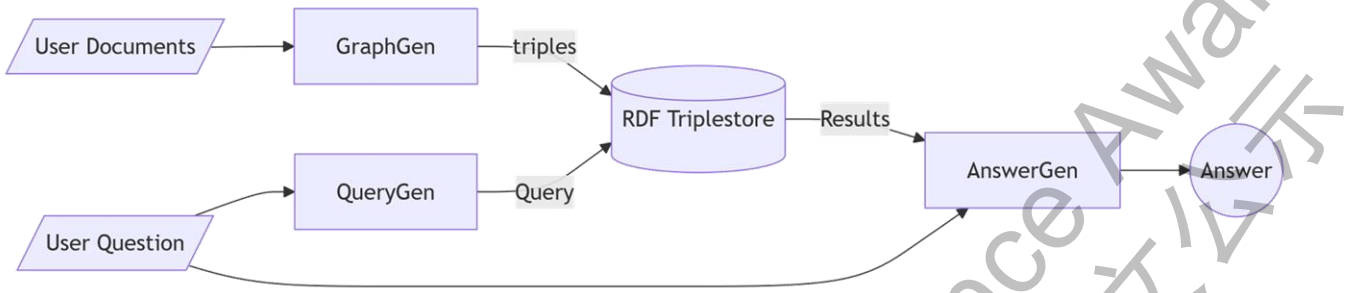 User Documents
GraphGen
triples
RDF Triplestore
Results
QueryGen
Query
AnswerGen
Answer
User Question